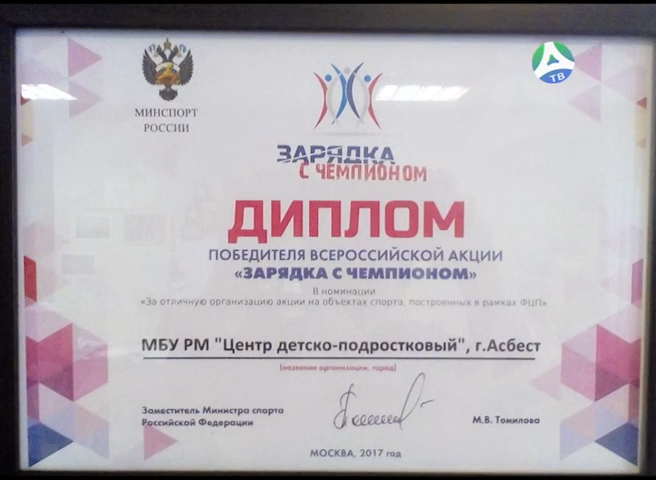 МИНСПОРТ
РОССИИ
ТВ
ЗАРЯДКА
С ЧЕМПИОНОМ
ДИПЛОМ
ПОБЕДИТЕЛЯ ВСЕРОССИЙСКОЙ АКЦИИ
«ЗАРЯДКА С ЧЕМПИОНОМ»
В номинации
«За отличную организацию акции на объектах спорта, построенных в рамках ФЦП»
МБУ РМ "Центр детско-подростковый", г.Асбест
(название организации, город)
Заместитель Министра спорта
Российской Федерации
М.В. Томилова
МОСКВА, 2017 год